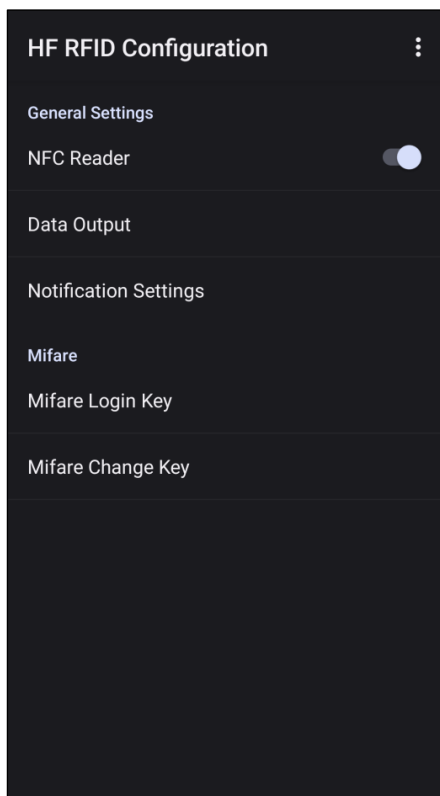 HF RFID Configuration
General Settings
NFC Reader
Data Output
Notification Settings
Mifare
Mifare Login Key
Mifare Change Key